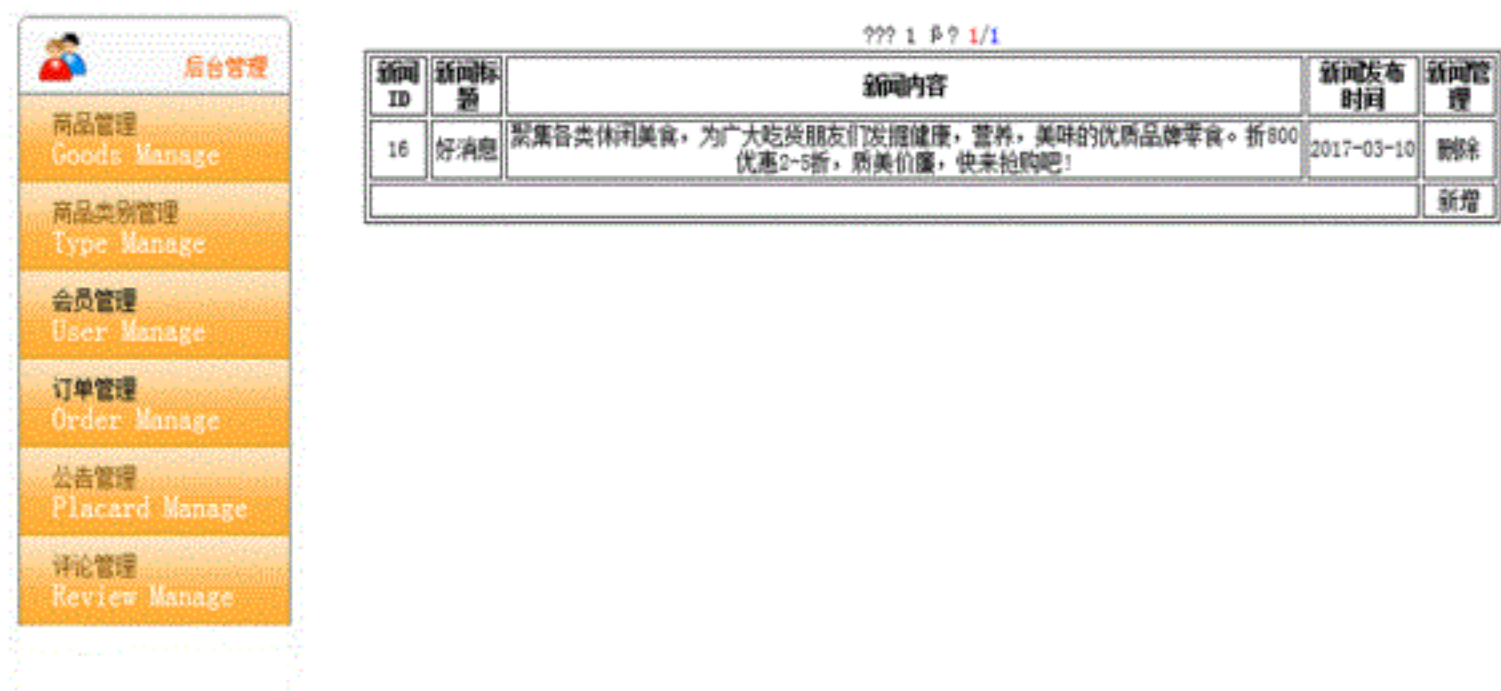 后台管理
商品管理
Goods Manage
商品类别管理
Type Manage
会员管理
User Manage
订单管理
Order Manage
公告管理
Placard Manage
评论管理
Review Manage
??? 1 ? 1/1
新闻ID 新闻标题 新闻内容 新闻发布时间 新闻管理
16 好消息 聚集各类休闲美食，为广大吃货朋友们发掘健康，营养，美味的优质品牌零食。折800 2017-03-10 删除
优惠2-5折，质美价廉，快来抢购吧！
新增